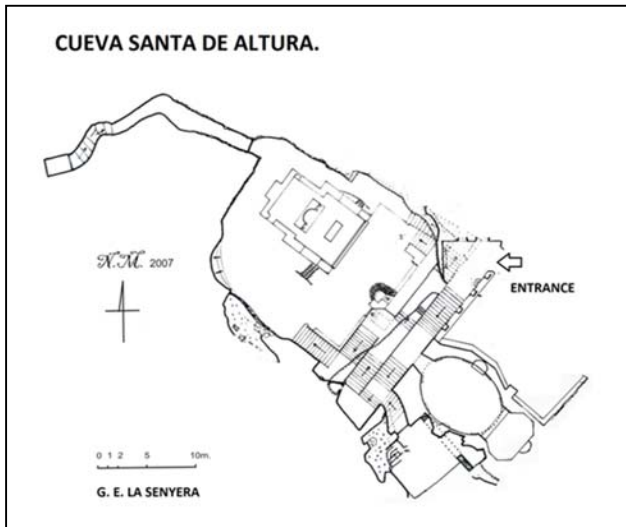 CUEVA SANTA DE ALTURA.
N.M. 2007
ENTRANCE
0 1 2 5 10m.
G. E. LA SENYERA